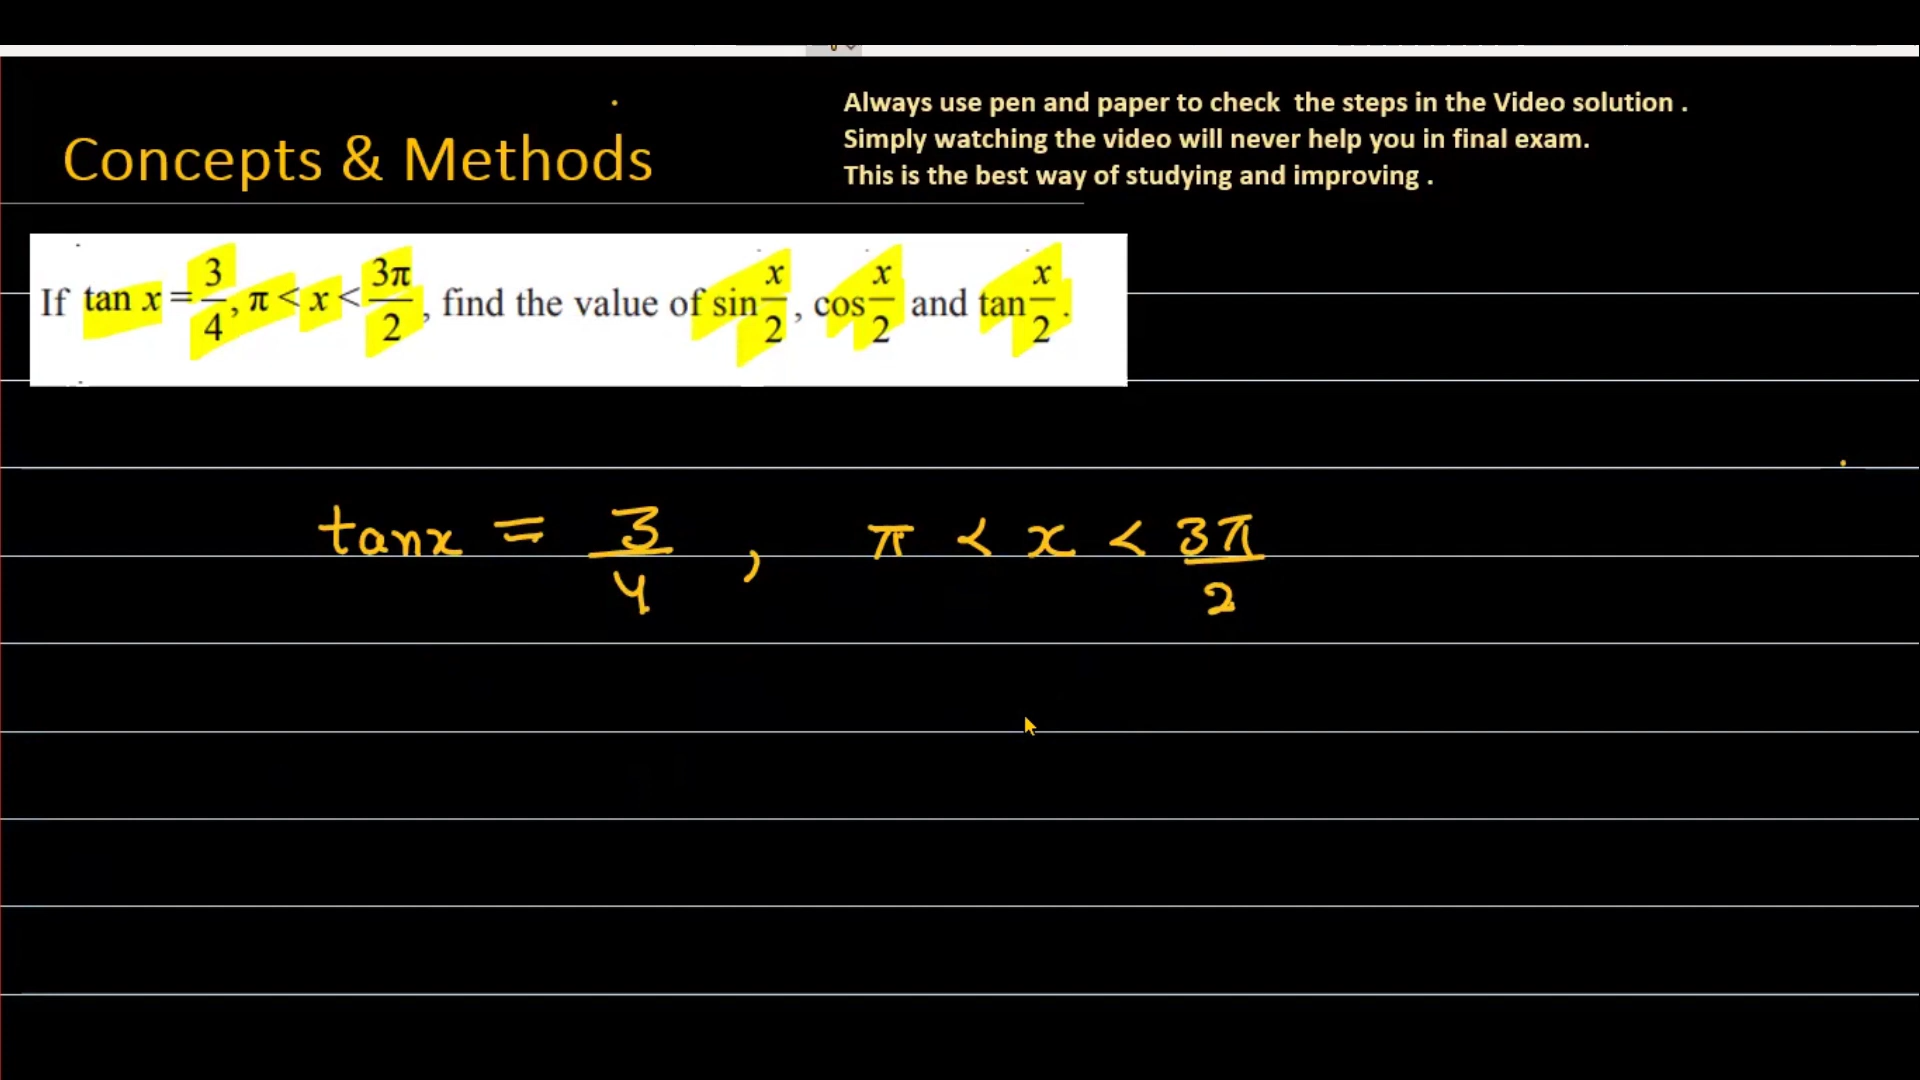 Always use pen and paper to check the steps in the Video solution .
Simply watching the video will never help you in final exam.
This is the best way of studying and improving .
Concepts & Methods
If tan x = 3/4, π < x < 3π/2, find the value of sin x/2, cos x/2 and tan x/2.
tanx = 3/4, π < x < 3π/2